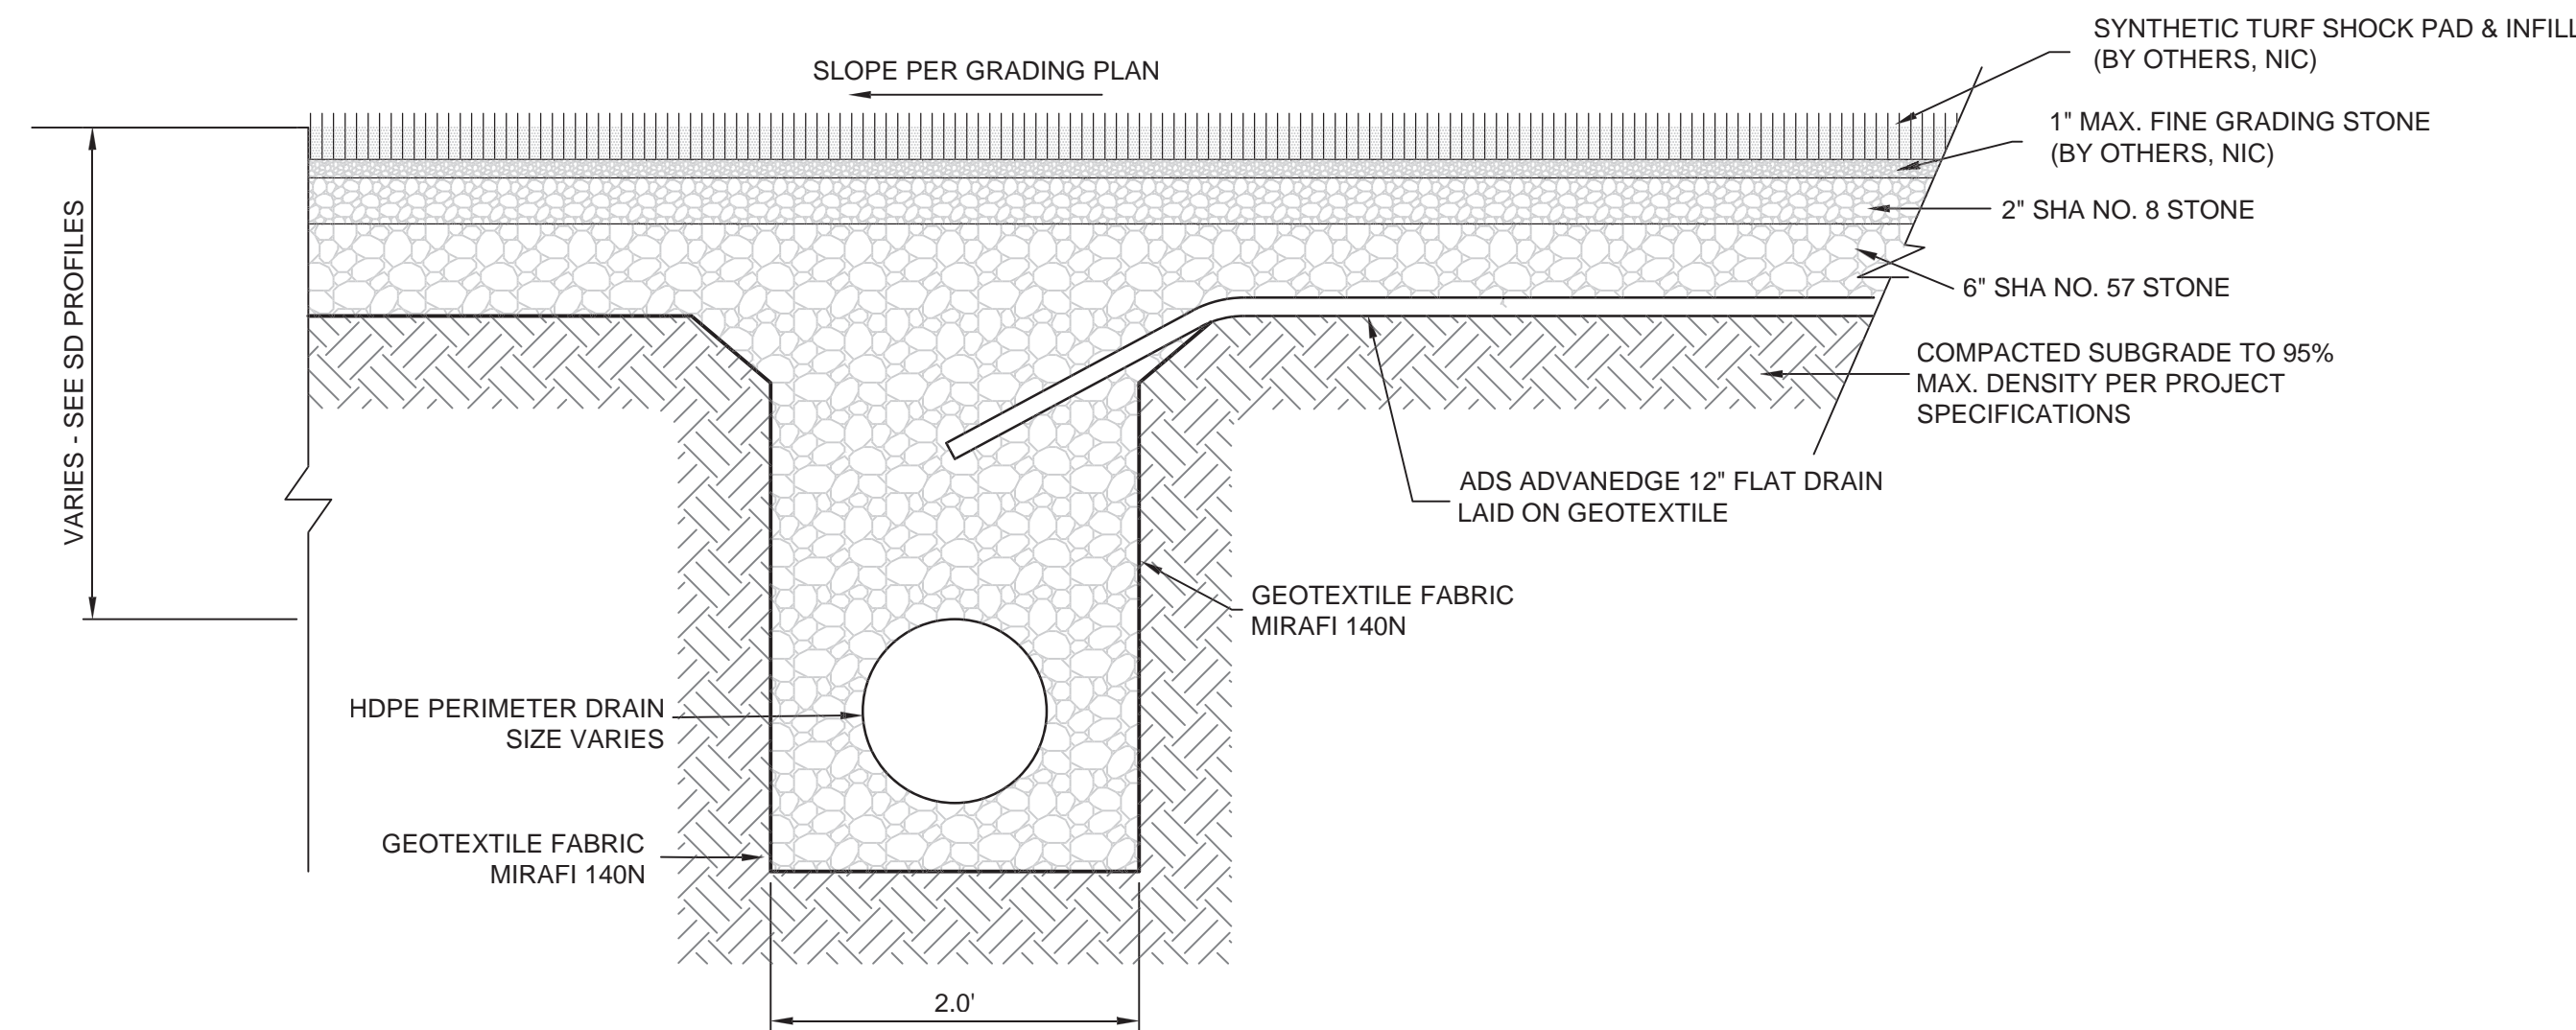 SYNTHETIC TURF SHOCK PAD & INFILL
(BY OTHERS, NIC)
SLOPE PER GRADING PLAN
1" MAX. FINE GRADING STONE
(BY OTHERS, NIC)
2" SHA NO. 8 STONE
6" SHA NO. 57 STONE
VARIES - SEE SD PROFILES
COMPACTED SUBGRADE TO 95%
MAX. DENSITY PER PROJECT
SPECIFICATIONS
ADS ADVANEDGE 12" FLAT DRAIN
LAID ON GEOTEXTILE
GEOTEXTILE FABRIC
MIRAFI 140N
HDPE PERIMETER DRAIN
SIZE VARIES
GEOTEXTILE FABRIC
MIRAFI 140N
2.0'